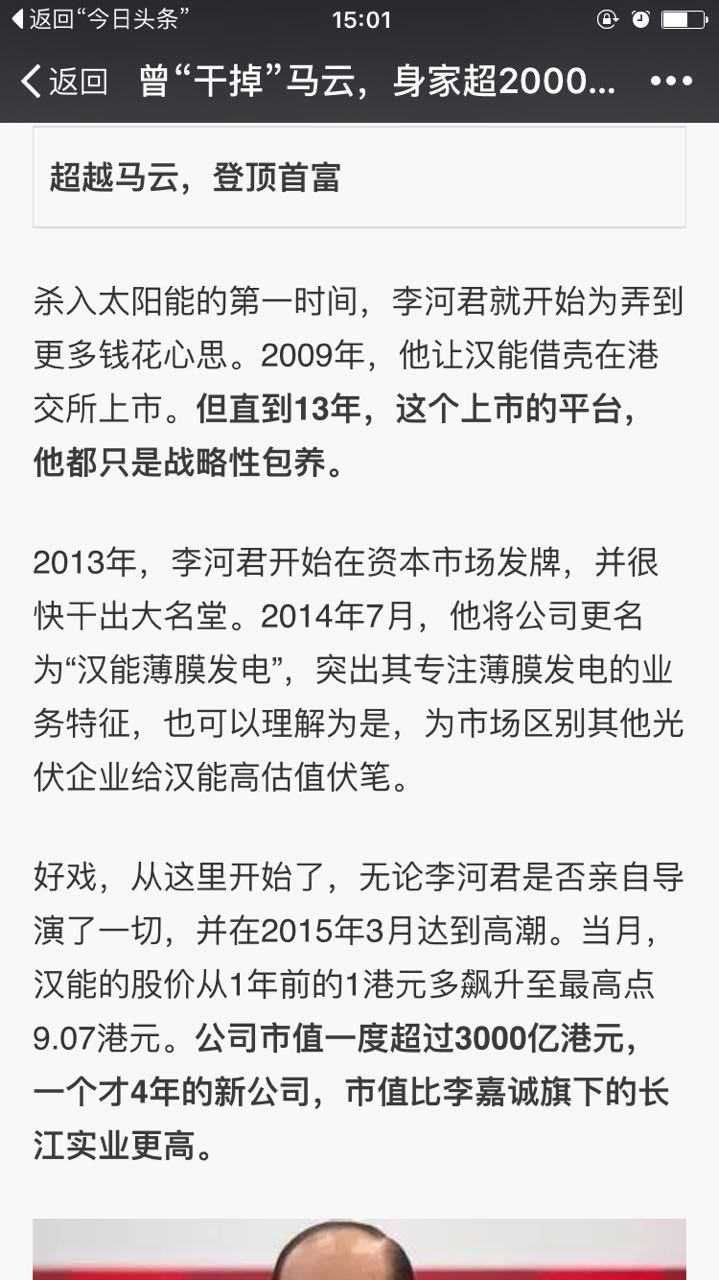 返回“今日头条”
15:01
返回
曾“干掉”马云，身家超2000...
超越马云，登顶首富
杀入太阳能的第一时间，李河君就开始为弄到
更多钱花心思。2009年，他让汉能借壳在港
交所上市。但直到13年，这个上市的平台，
他都只是战略性包养。
2013年，李河君开始在资本市场发牌，并很
快干出大名堂。2014年7月，他将公司更名
为“汉能薄膜发电”，突出其专注薄膜发电的业
务特征，也可以理解为是，为市场区别其他光
伏企业给汉能高估值伏笔。
好戏，从这里开始了，无论李河君是否亲自导
演了一切，并在2015年3月达到高潮。当月，
汉能的股价从1年前的1港元多飙升至最高点
9.07港元。公司市值一度超过3000亿港元，
一个才4年的新公司，市值比李嘉诚旗下的长
江实业更高。